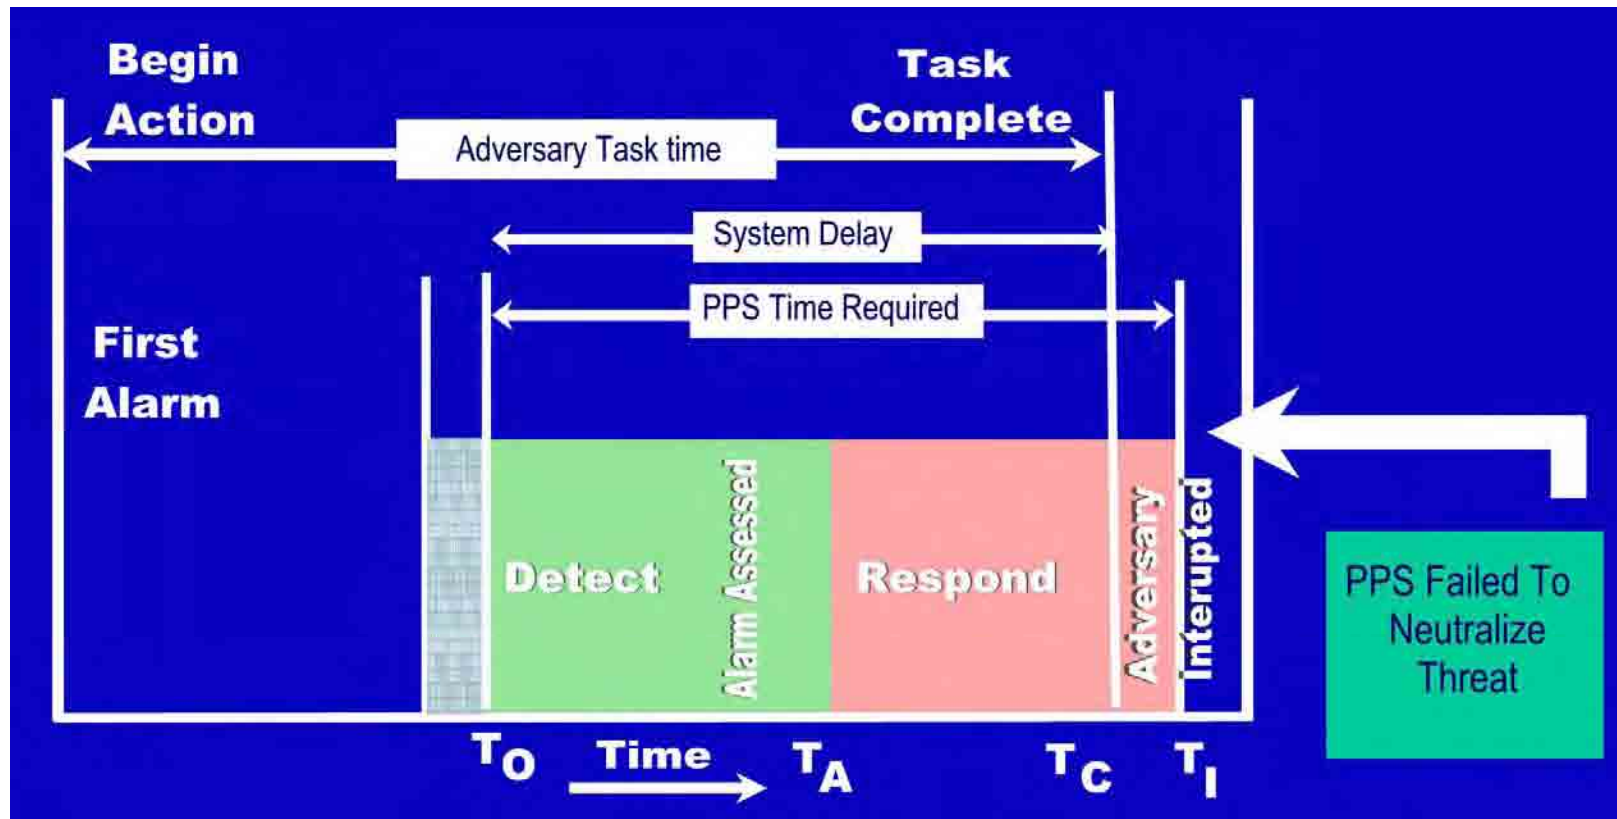 Begin
Action
Task
Complete
Adversary Task time
System Delay
PPS Time Required
First
Alarm
Detect
Alarm Assessed
Respond
Adversary
Interupted
PPS Failed To
Neutralize
Threat
TO
Time
TA
TC
TI